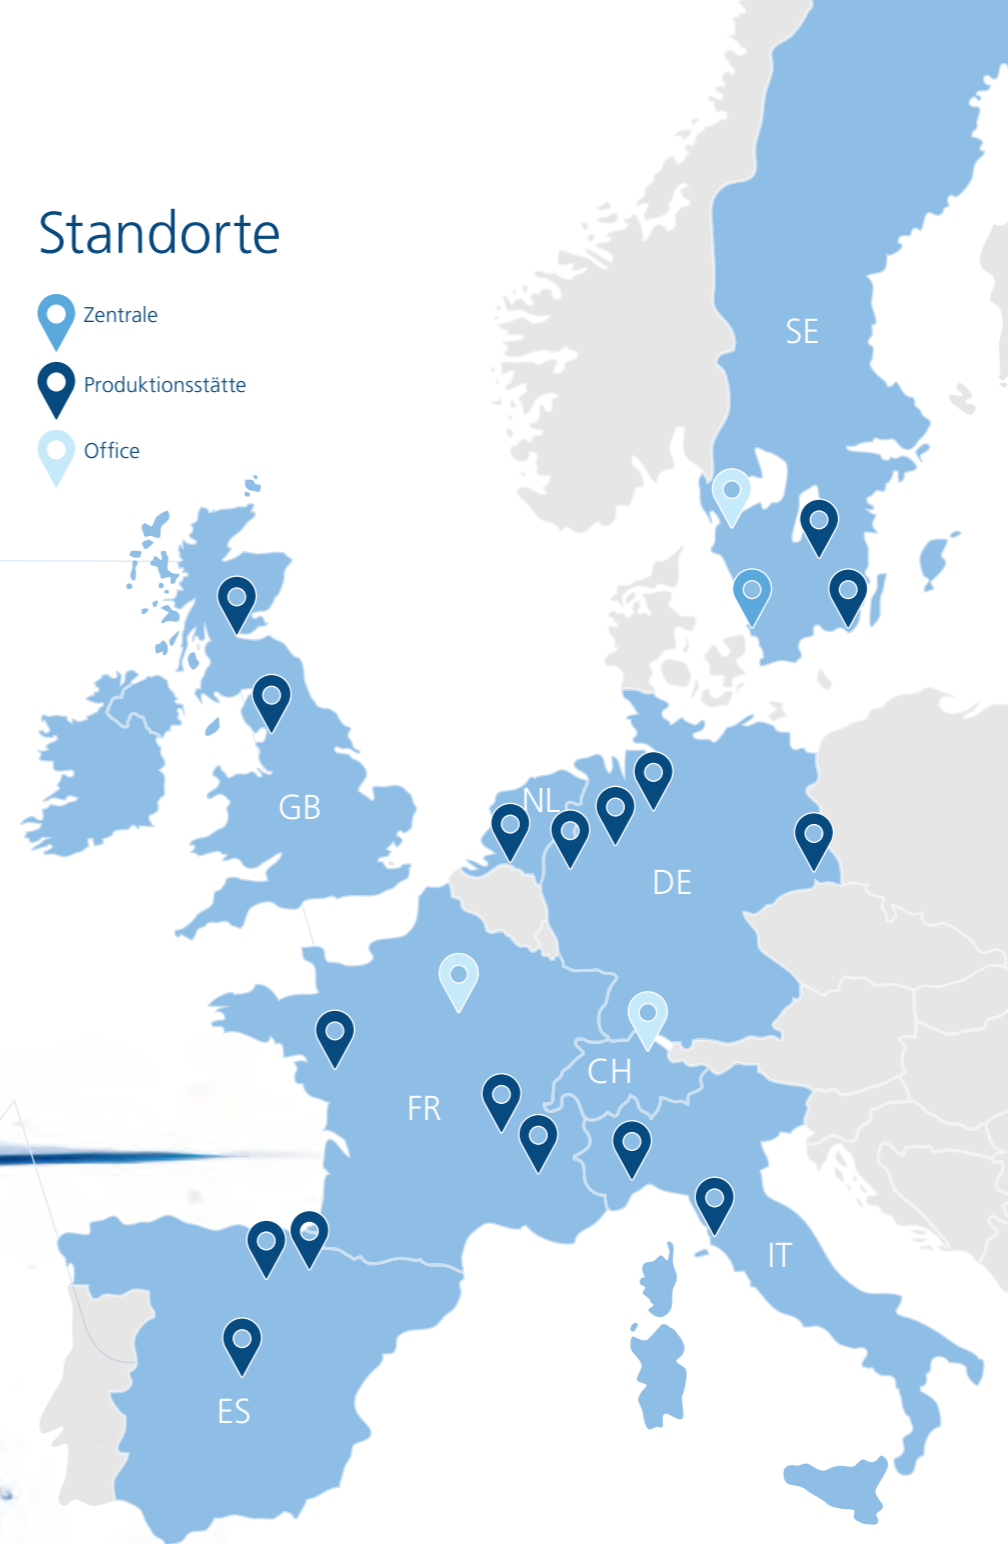 Standorte
Zentrale
Produktionsstätte
Office
SE
GB
NL
DE
CH
FR
IT
ES